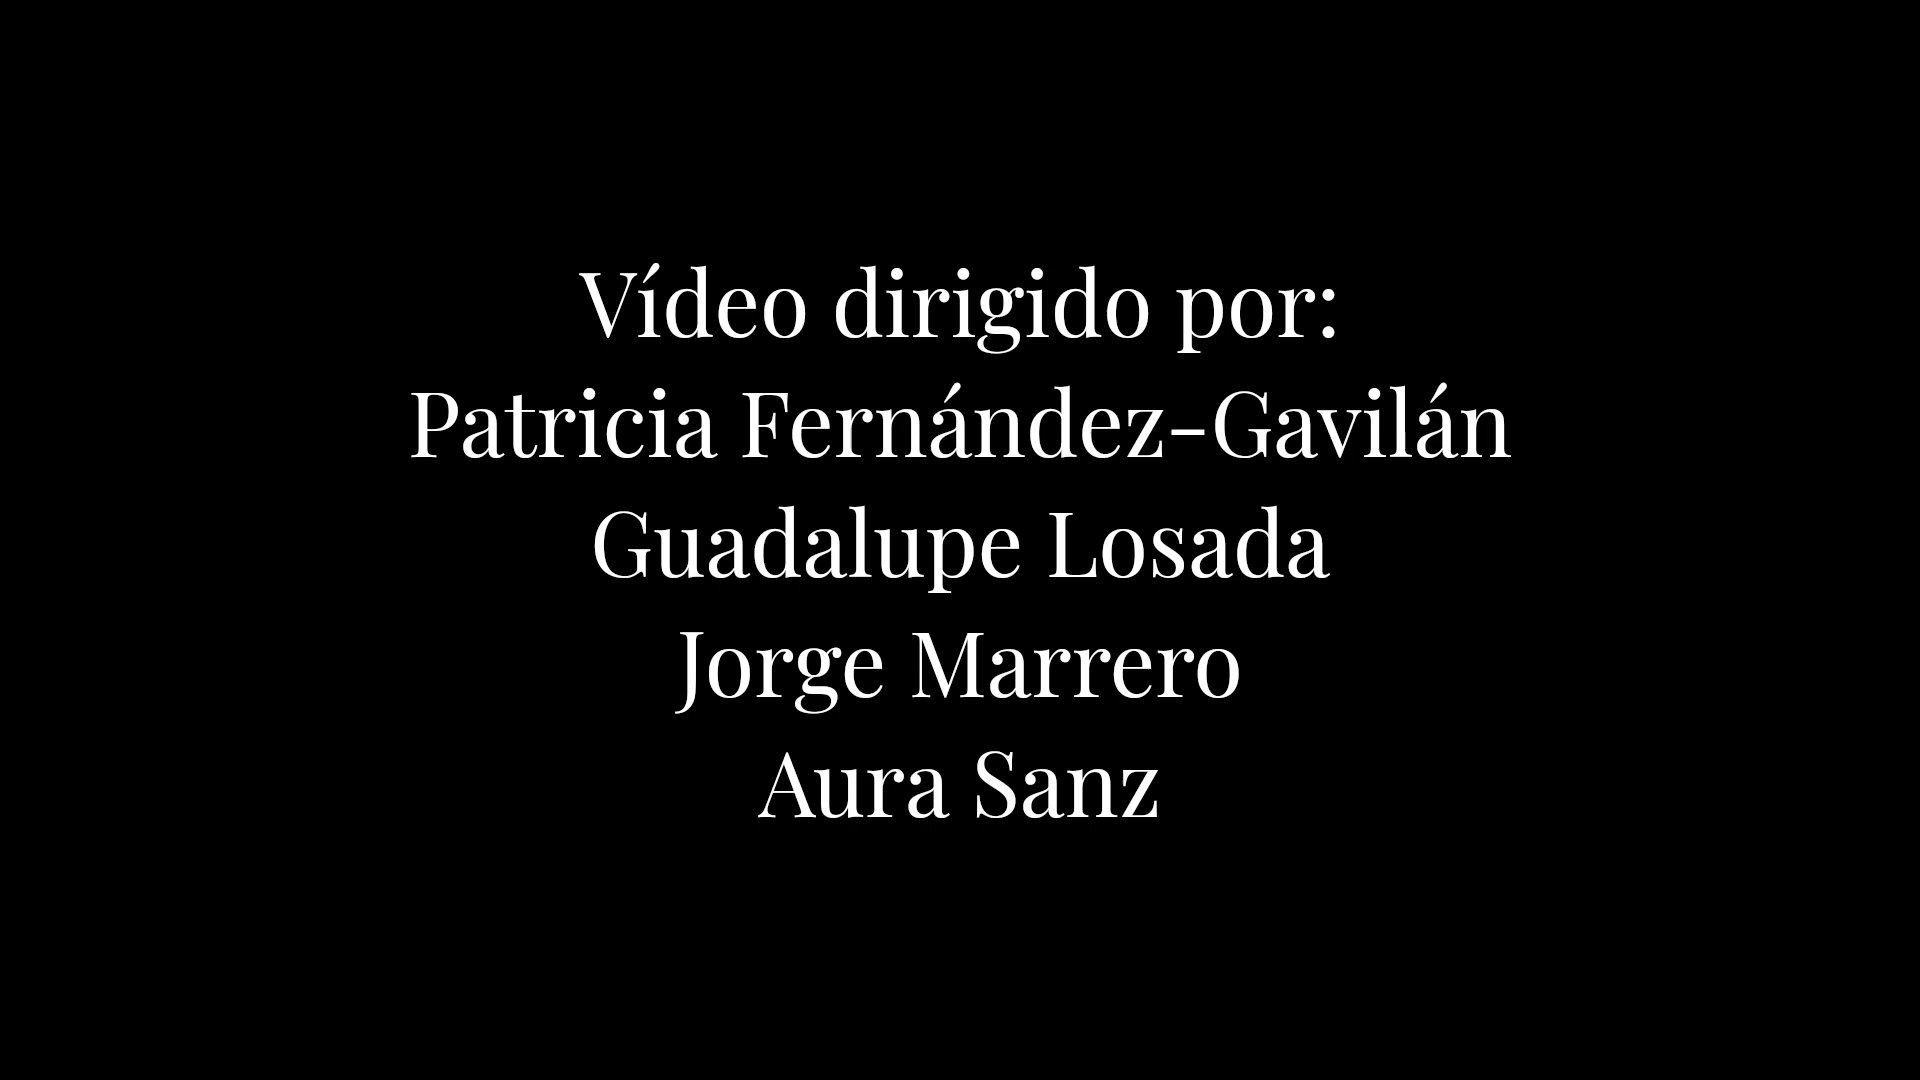 Vídeo dirigido por:
Patricia Fernández-Gavilán
Guadalupe Losada
Jorge Marrero
Aura Sanz